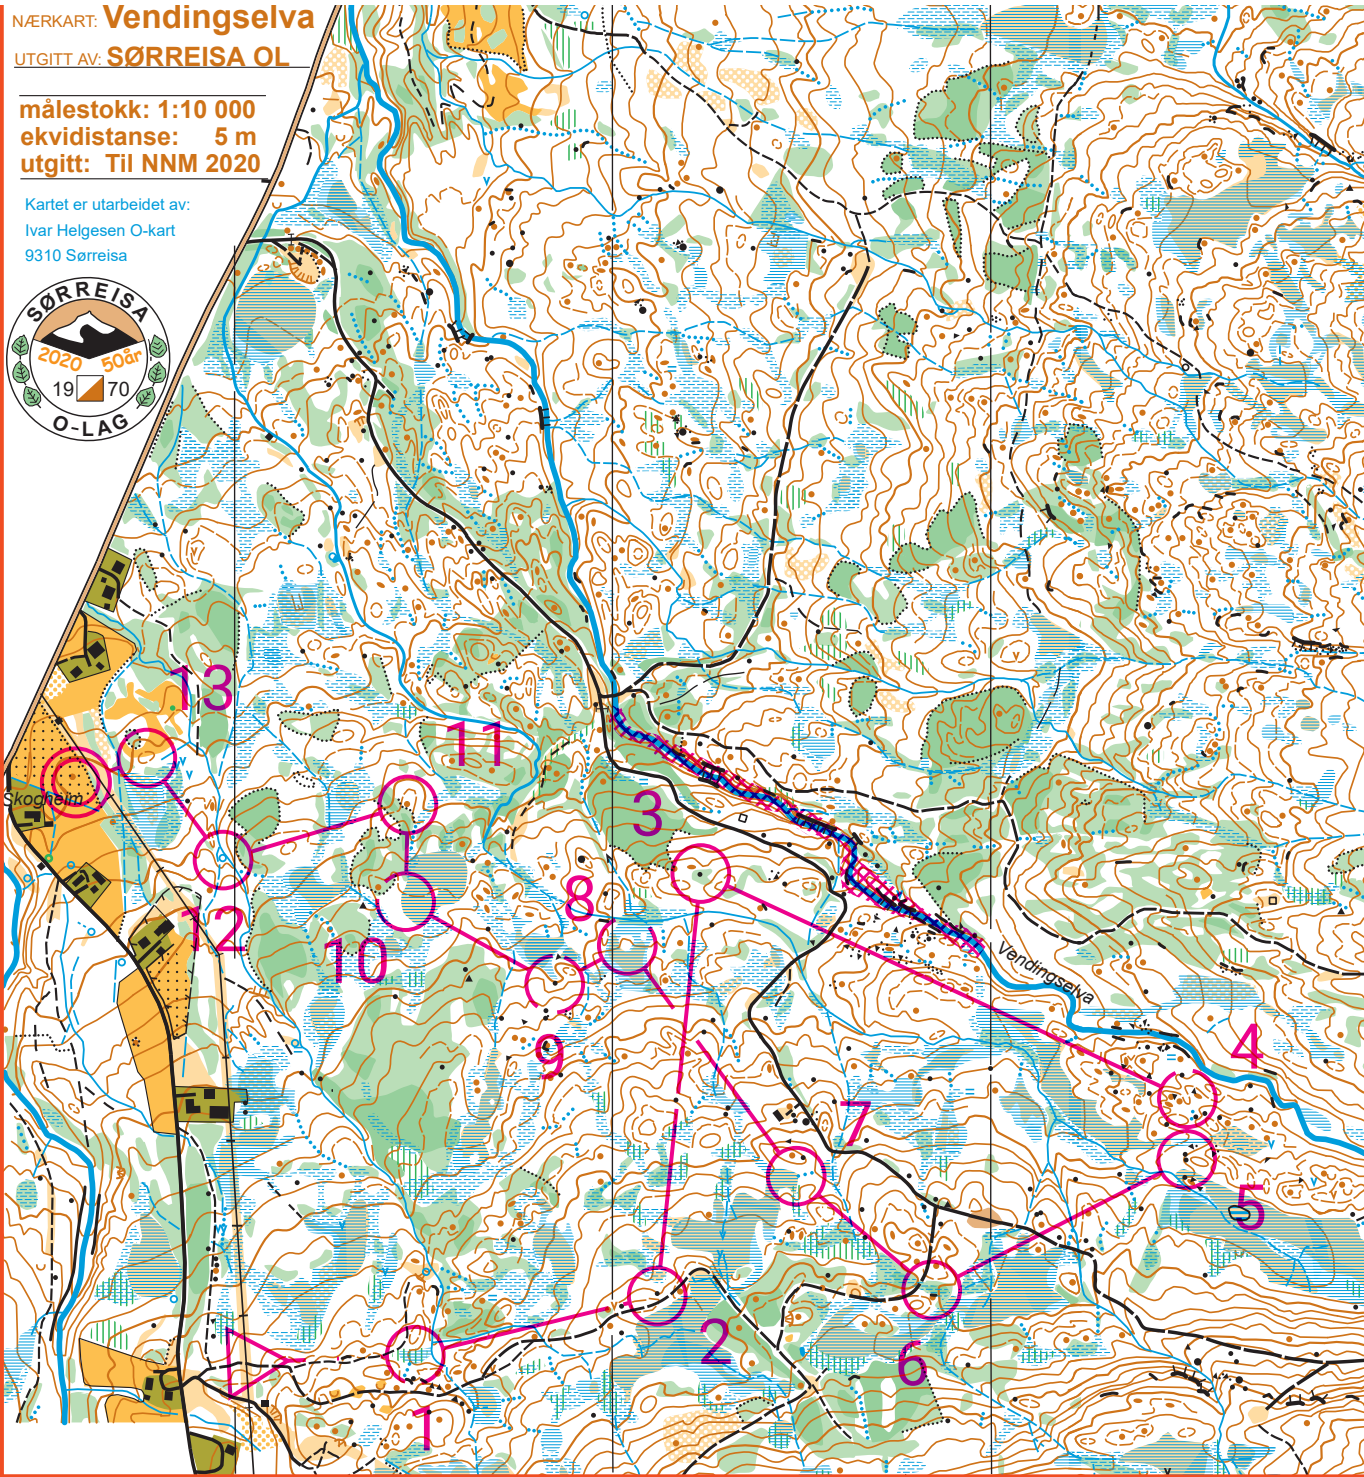 NÆRKART: Vendingselva
UTGITT AV: SØRREISA OL
målestokk: 1:10 000
ekvidistanse: 5 m
utgitt: Til NNM 2020
Kartet er utarbeidet av:
Ivar Helgesen O-kart
9310 Sørreisa
SØRREISA
2020 50år
19 70
O-LAG
13
11
Skogheim
3
8
12
10
Vendingselva
9
4
7
5
2
6
1